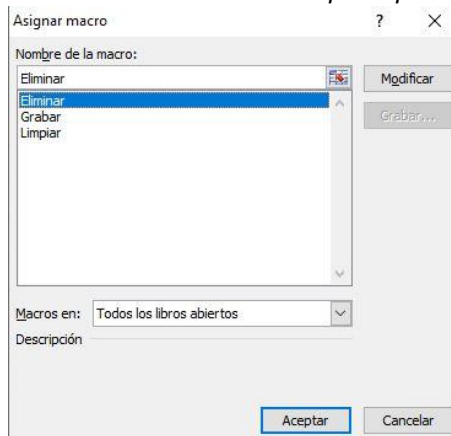 Asignar macro ? X
Nombre de la macro:
Eliminar
Modificar
Eliminar
Grabar
Limpiar
Grabar...
Macros en: Todos los libros abiertos
Descripción
Aceptar Cancelar